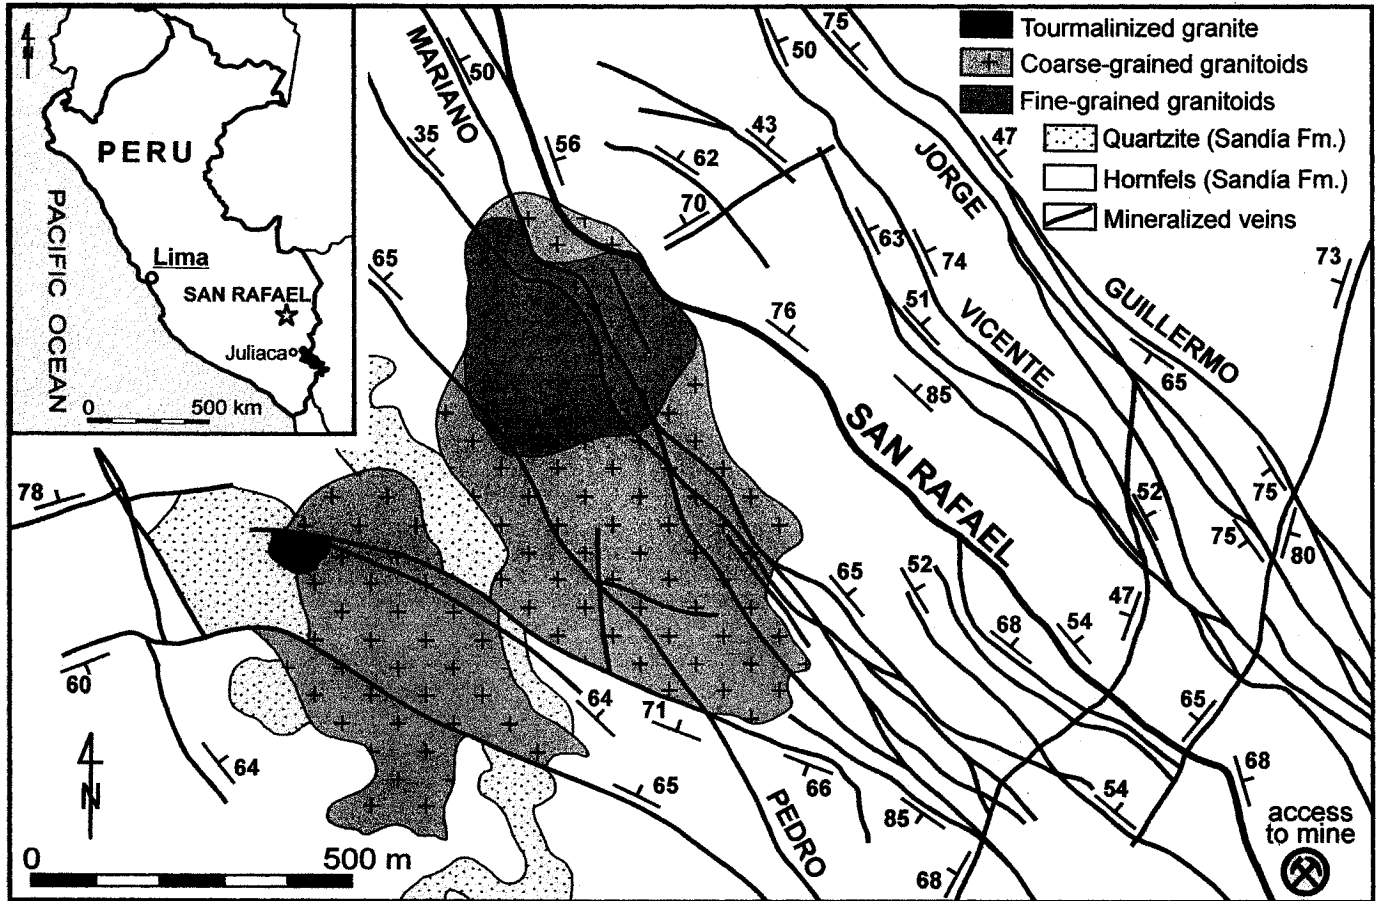 N
PERU
PACIFIC OCEAN
Lima
SAN RAFAEL
Juliaca
0 500 km
Tourmalinized granite
Coarse-grained granitoids
Fine-grained granitoids
Quartzite (Sandía Fm.)
Hornfels (Sandía Fm.)
Mineralized veins
MARIANO
JORGE
GUILLERMO
VICENTE
SAN RAFAEL
PEDRO
50
75
50
35
56
43
47
62
70
63
74
73
65
76
51
65
85
78
52
75
75
80
65
52
47
68
54
60
64
64
71
65
65
66
54
68
85
68
N
0 500 m
access
to mine